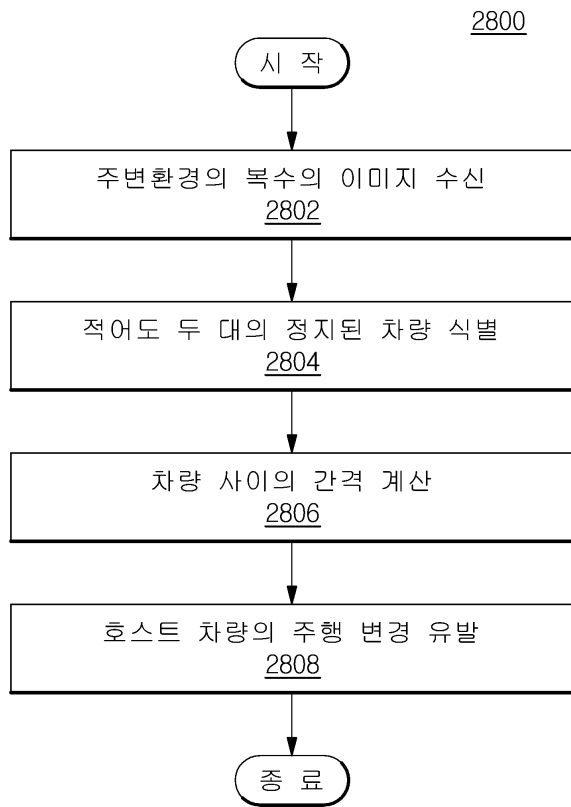 2800
시 작
주변환경의 복수의 이미지 수신
2802
적어도 두 대의 정지된 차량 식별
2804
차량 사이의 간격 계산
2806
호스트 차량의 주행 변경 유발
2808
종 료